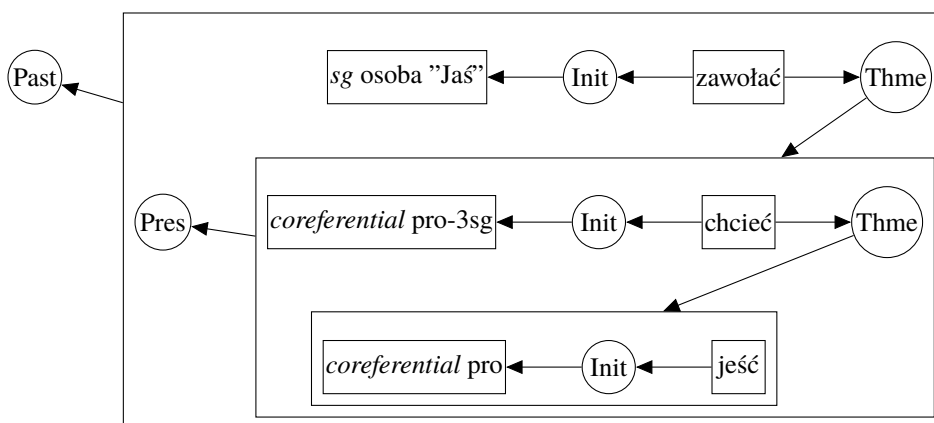 Past
sg osoba ”Jaś” Init zawołać Thme
Pres
coreferential pro-3sg Init chcieć Thme
coreferential pro Init jeść